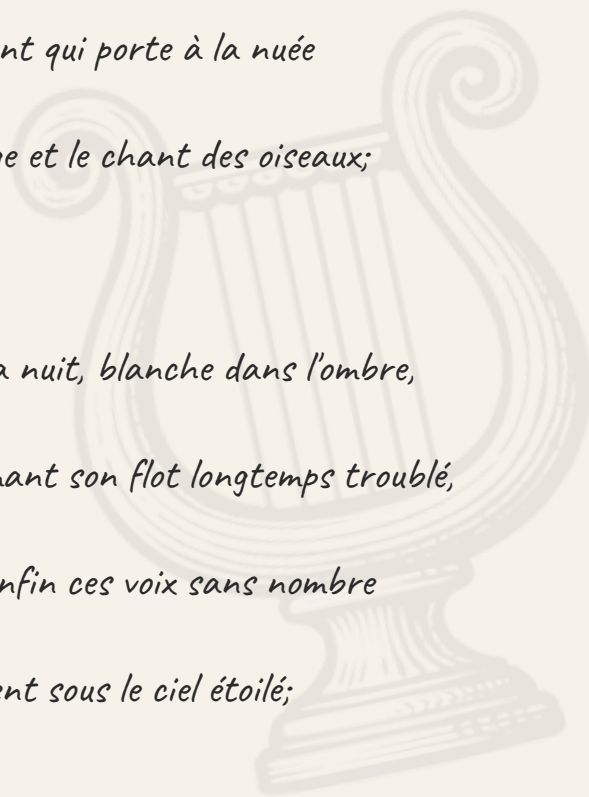 nt qui porte à la nuée
e et le chant des oiseaux;
a nuit, blanche dans l'ombre,
ant son flot longtemps troublé,
nfin ces voix sans nombre
ent sous le ciel étoilé;